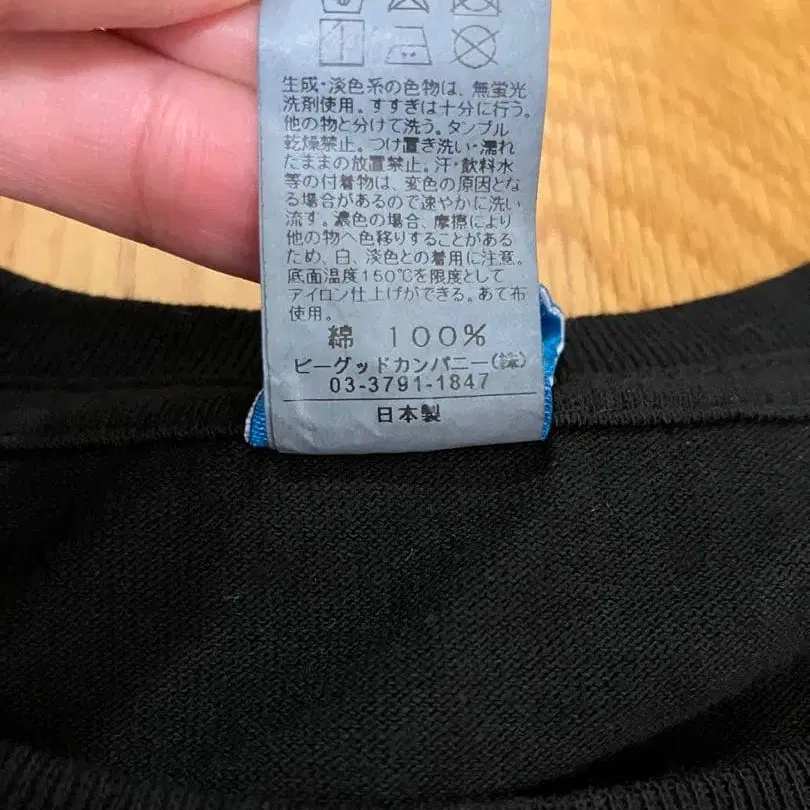 生成・淡色系の色物は、無蛍光
洗剤使用。すすぎは十分に行う。
他の物と分けて洗う。タンブル
乾燥禁止。つけ置き洗い・濡れ
たままの放置禁止。汗・飲料水
等の付着物は、変色の原因とな
る場合があるので速やかに洗い
流す。濃色の場合、摩擦により
他の物へ色移りすることがある
ため、白、淡色との着用に注意。
底面温度150℃を限度として
アイロン仕上げができる。あて布
使用。
綿 100%
ビーグッドカンパニー(株)
03-3791-1847
日本製